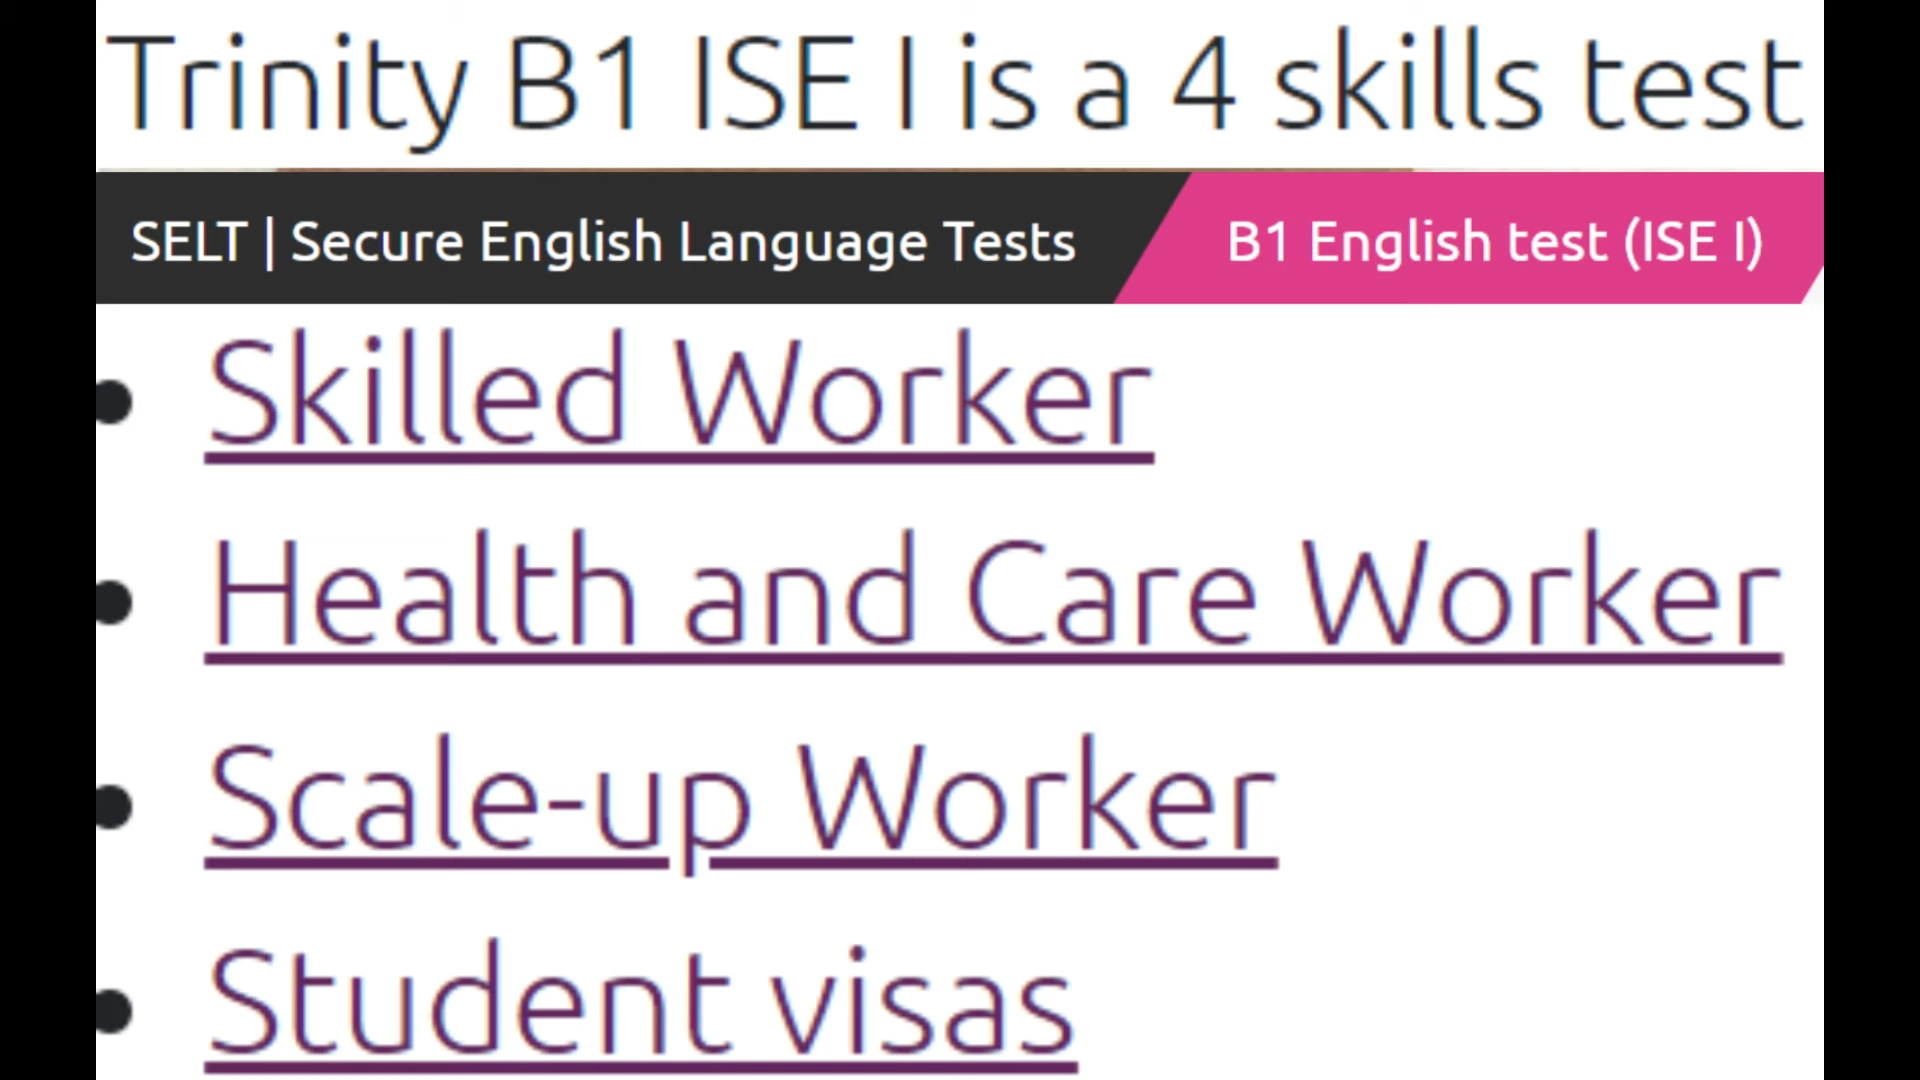 Trinity B1 ISE I is a 4 skills test
SELT | Secure English Language Tests B1 English test (ISE I)
• Skilled Worker
• Health and Care Worker
• Scale-up Worker
• Student visas